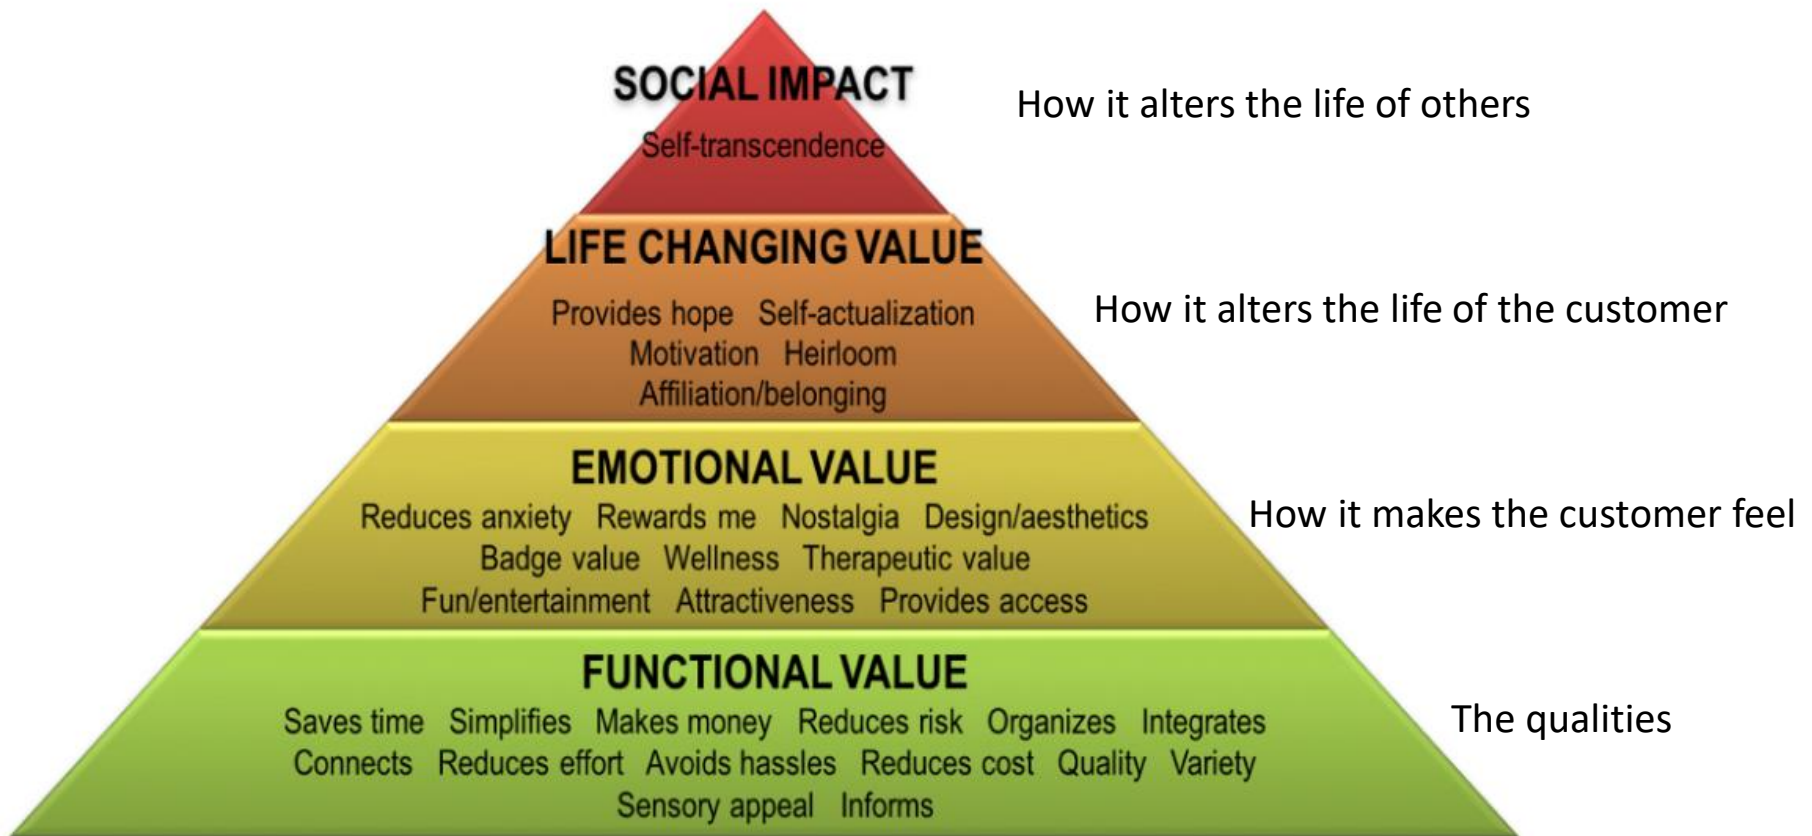 SOCIAL IMPACT
How it alters the life of others
Self-transcendence
LIFE CHANGING VALUE
Provides hope Self-actualization
How it alters the life of the customer
Motivation Heirloom
Affiliation/belonging
EMOTIONAL VALUE
Reduces anxiety Rewards me Nostalgia Design/aesthetics
How it makes the customer feel
Badge value Wellness Therapeutic value
Fun/entertainment Attractiveness Provides access
FUNCTIONAL VALUE
Saves time Simplifies Makes money Reduces risk Organizes Integrates
The qualities
Connects Reduces effort Avoids hassles Reduces cost Quality Variety
Sensory appeal Informs